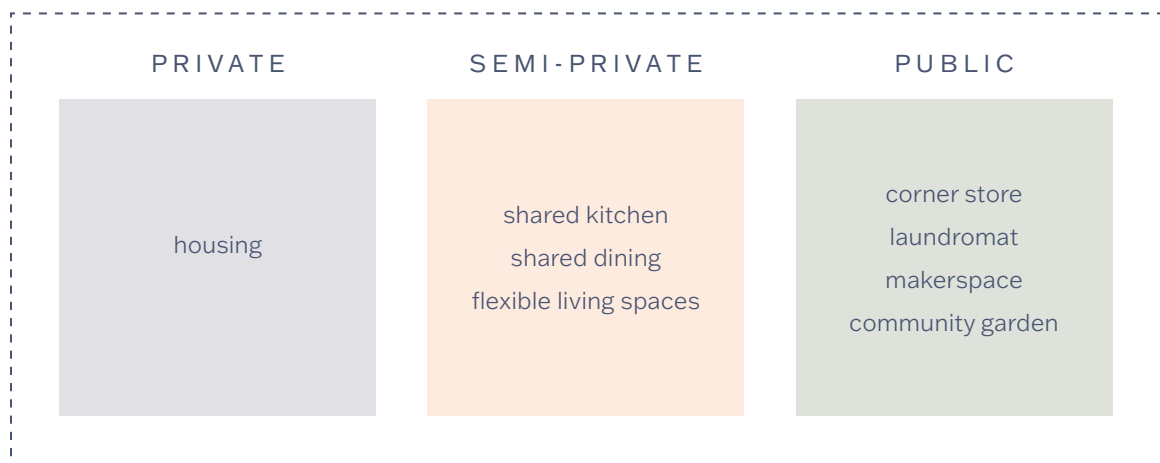 PRIVATE
housing
SEMI-PRIVATE
shared kitchen
shared dining
flexible living spaces
PUBLIC
corner store
laundromat
makerspace
community garden